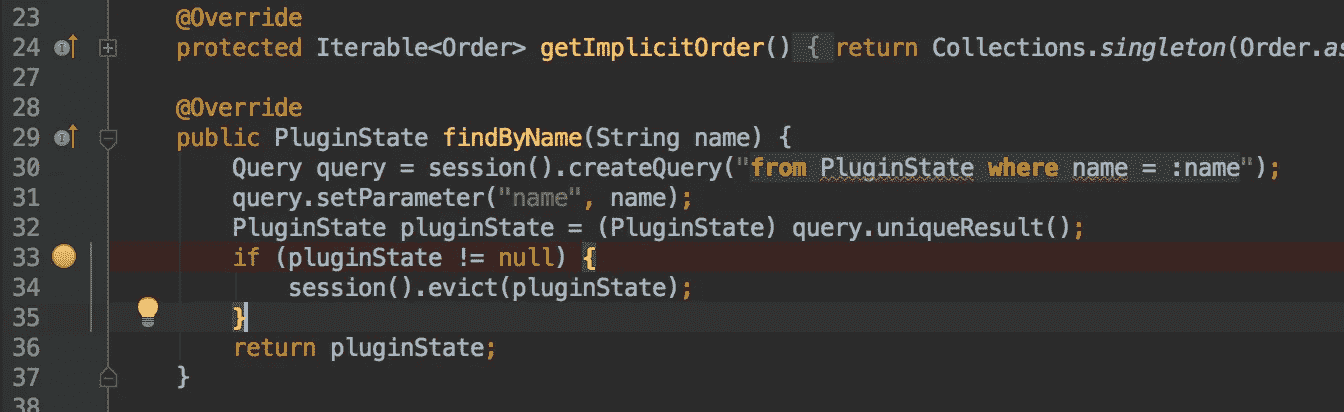 23 @Override
24 protected Iterable<Order> getImplicitOrder() { return Collections.singleton(Order.as
27
28 @Override
29 public PluginState findByName(String name) {
30 Query query = session().createQuery("from PluginState where name = :name");
31 query.setParameter("name", name);
32 PluginState pluginState = (PluginState) query.uniqueResult();
33 if (pluginState != null) {
34 session().evict(pluginState);
35 }
36 return pluginState;
37 }
38